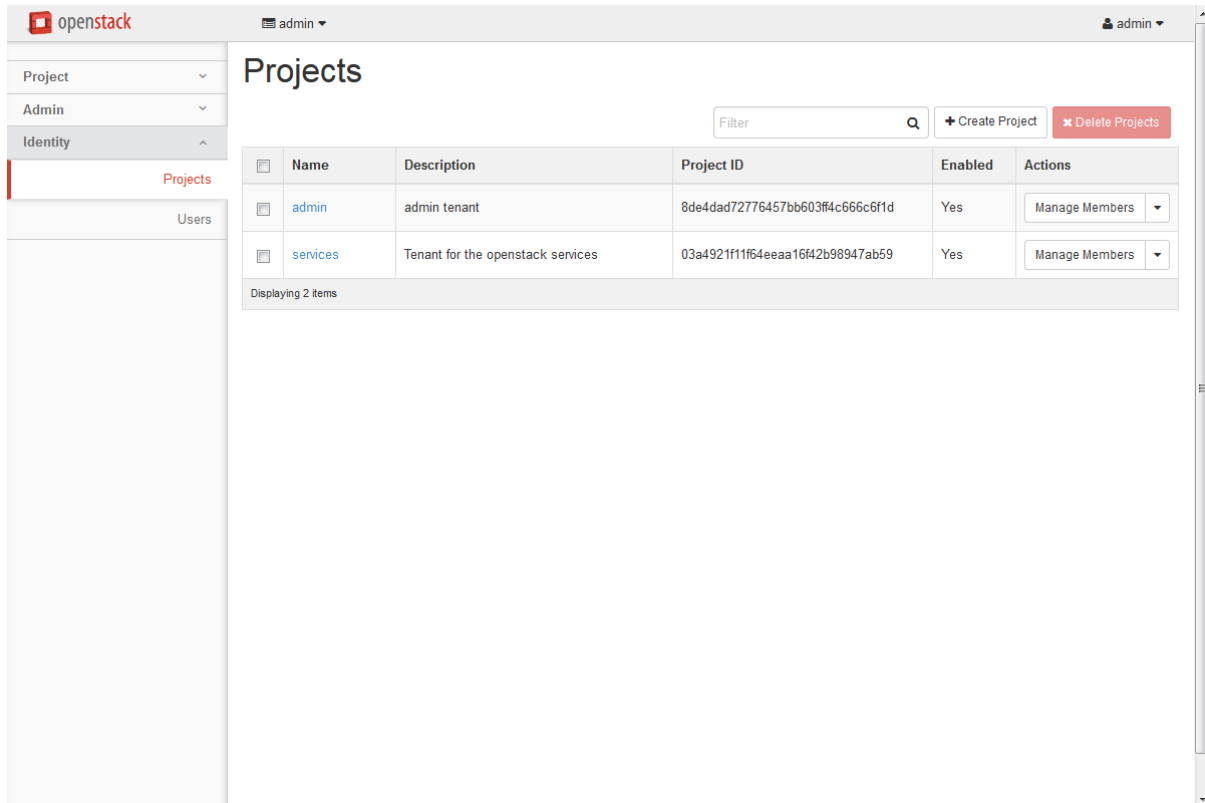 openstack
admin
admin
Project
Admin
Identity
Projects
Users
Projects
Filter
Create Project
Delete Projects
Name Description Project ID Enabled Actions
admin admin tenant 8de4dad72776457bb603ff4c666c6f1d Yes Manage Members
services Tenant for the openstack services 03a4921f11f64eeaa16f42b98947ab59 Yes Manage Members
Displaying 2 items